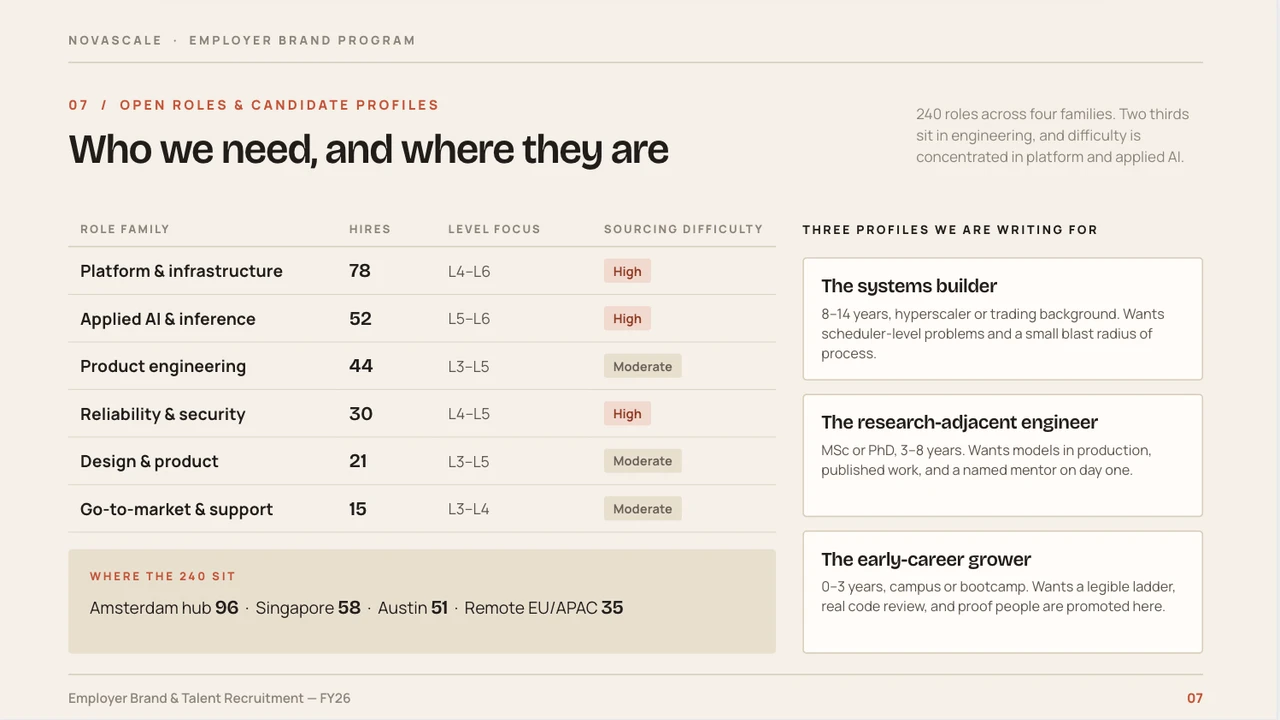 NOVASCALE · EMPLOYER BRAND PROGRAM
07 / OPEN ROLES & CANDIDATE PROFILES
Who we need, and where they are
240 roles across four families. Two thirds
sit in engineering, and difficulty is
concentrated in platform and applied AI.
ROLE FAMILY HIRES LEVEL FOCUS SOURCING DIFFICULTY
Platform & infrastructure 78 L4–L6 High
Applied AI & inference 52 L5–L6 High
Product engineering 44 L3–L5 Moderate
Reliability & security 30 L4–L5 High
Design & product 21 L3–L5 Moderate
Go-to-market & support 15 L3–L4 Moderate
WHERE THE 240 SIT
Amsterdam hub 96 · Singapore 58 · Austin 51 · Remote EU/APAC 35
THREE PROFILES WE ARE WRITING FOR
The systems builder
8–14 years, hyperscaler or trading background. Wants
scheduler-level problems and a small blast radius of
process.
The research-adjacent engineer
MSc or PhD, 3–8 years. Wants models in production,
published work, and a named mentor on day one.
The early-career grower
0–3 years, campus or bootcamp. Wants a legible ladder,
real code review, and proof people are promoted here.
Employer Brand & Talent Recruitment — FY26
07